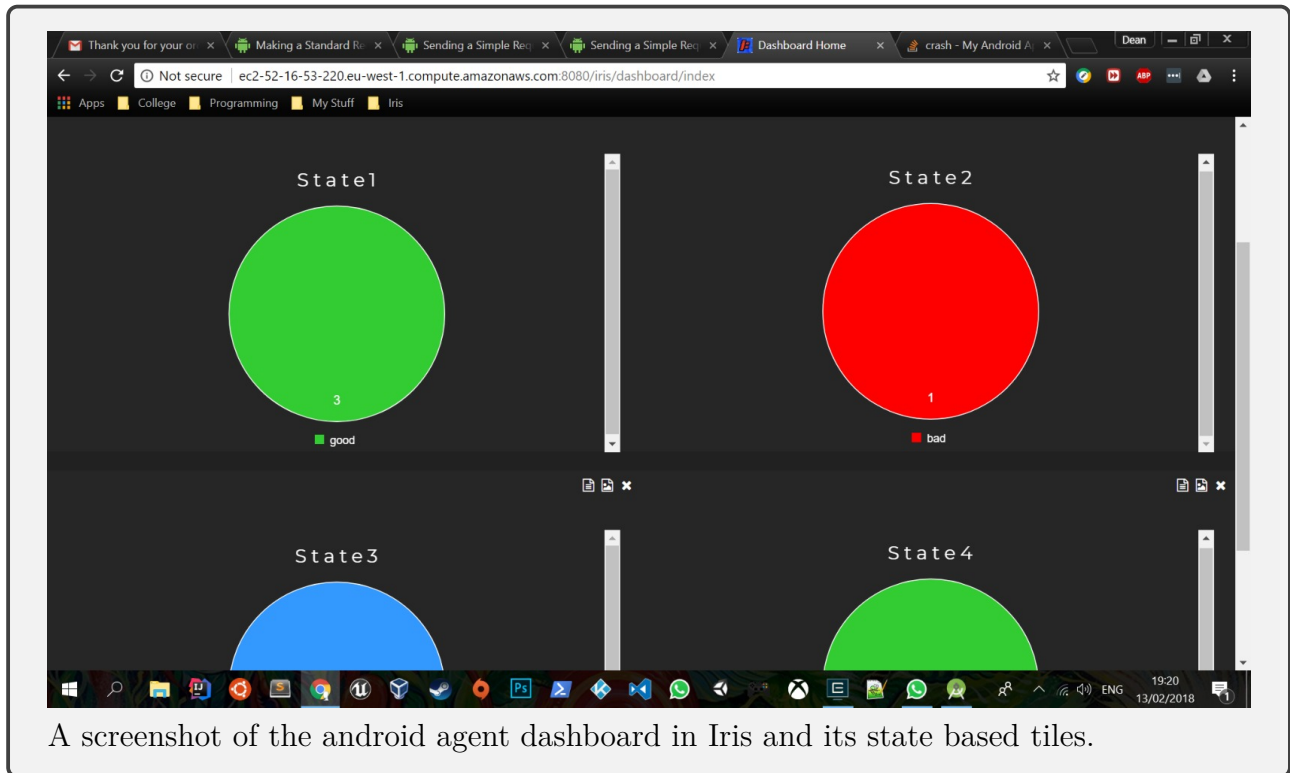 Thank you for your or
Making a Standard Re
Sending a Simple Req
Sending a Simple Req
Dashboard Home
crash - My Android A
Dean
Not secure ec2-52-16-53-220.eu-west-1.compute.amazonaws.com:8080/iris/dashboard/index
ABP
Apps College Programming My Stuff Iris
State1
3
good
State2
1
bad
State3
State4
Ps
ENG
19:20
13/02/2018
1
A screenshot of the android agent dashboard in Iris and its state based tiles.